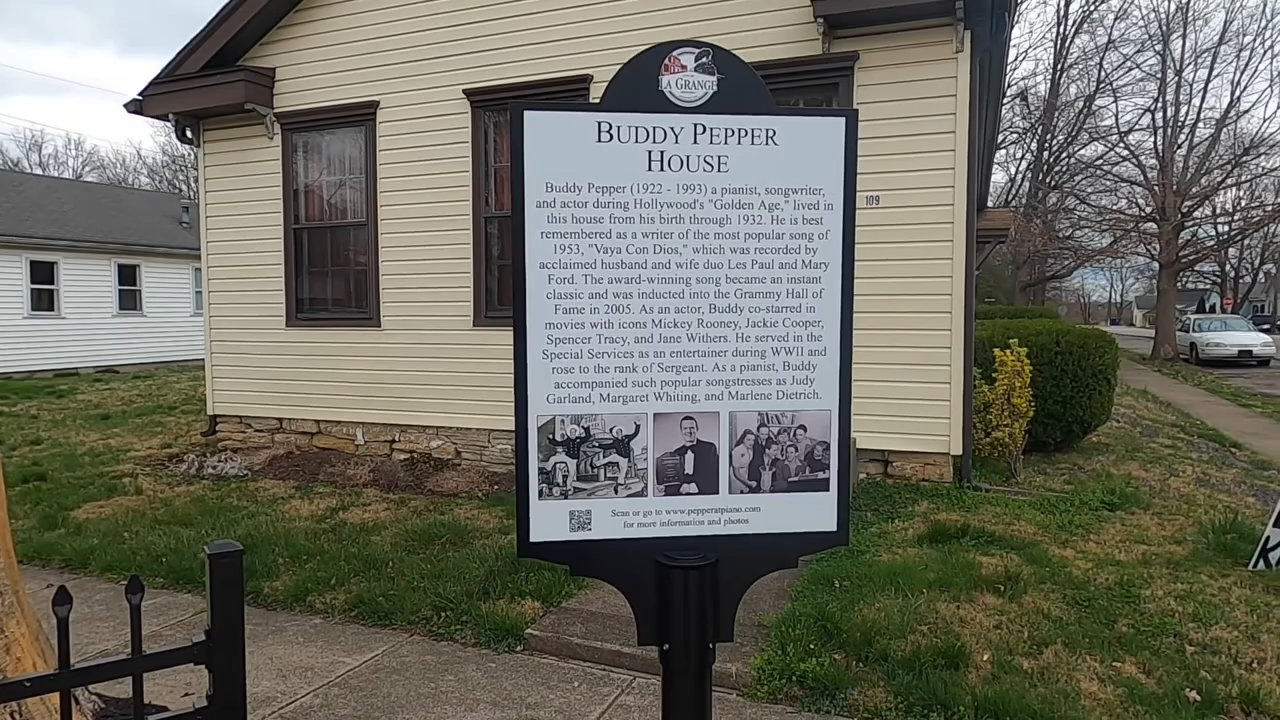 LA GRANGE
BUDDY PEPPER
HOUSE
Buddy Pepper (1922 - 1993) a pianist, songwriter,
and actor during Hollywood's "Golden Age," lived in
this house from his birth through 1932. He is best
remembered as a writer of the most popular song of
1953, "Vaya Con Dios," which was recorded by
acclaimed husband and wife duo Les Paul and Mary
Ford. The award-winning song became an instant
classic and was inducted into the Grammy Hall of
Fame in 2005. As an actor, Buddy co-starred in
movies with icons Mickey Rooney, Jackie Cooper,
Spencer Tracy, and Jane Withers. He served in the
Special Services as an entertainer during WWII and
rose to the rank of Sergeant. As a pianist, Buddy
accompanied such popular songstresses as Judy
Garland, Margaret Whiting, and Marlene Dietrich.
Scan or go to www.pepperatpiano.com
for more information and photos
109
K